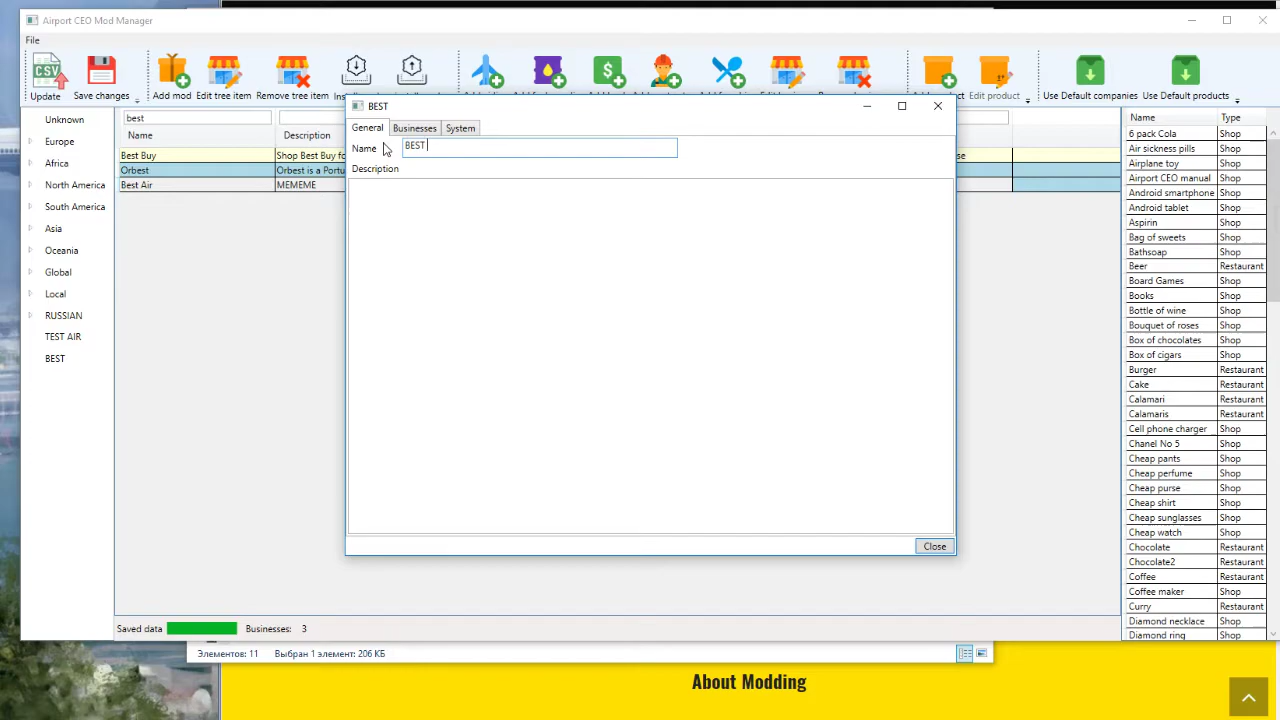 Airport CEO Mod Manager
File
Update
Save changes
Add mod
Edit tree item
Remove tree item
Edit product
Use Default companies
Use Default products
BEST
General
Businesses
System
Name
BEST
Description
Close
Unknown
Europe
Africa
North America
South America
Asia
Oceania
Global
Local
RUSSIAN
TEST AIR
BEST
best
Name
Description
Best Buy
Shop Best Buy fo
Orbest
Orbest is a Portu
Best Air
MEMEME
Name Type
6 pack Cola Shop
Air sickness pills Shop
Airplane toy Shop
Airport CEO manual Shop
Android smartphone Shop
Android tablet Shop
Aspirin Shop
Bag of sweets Shop
Bathsoap Shop
Beer Restaurant
Board Games Shop
Books Shop
Bottle of wine Shop
Bouquet of roses Shop
Box of chocolates Shop
Box of cigars Shop
Burger Restaurant
Cake Restaurant
Calamari Restaurant
Calamaris Restaurant
Cell phone charger Shop
Chanel No 5 Shop
Cheap pants Shop
Cheap perfume Shop
Cheap purse Shop
Cheap shirt Shop
Cheap sunglasses Shop
Cheap watch Shop
Chocolate Restaurant
Chocolate2 Restaurant
Coffee Restaurant
Coffee maker Shop
Curry Restaurant
Diamond necklace Shop
Diamond ring Shop
Saved data
Businesses: 3
Элементов: 11 Выбран 1 элемент: 206 КБ
About Modding